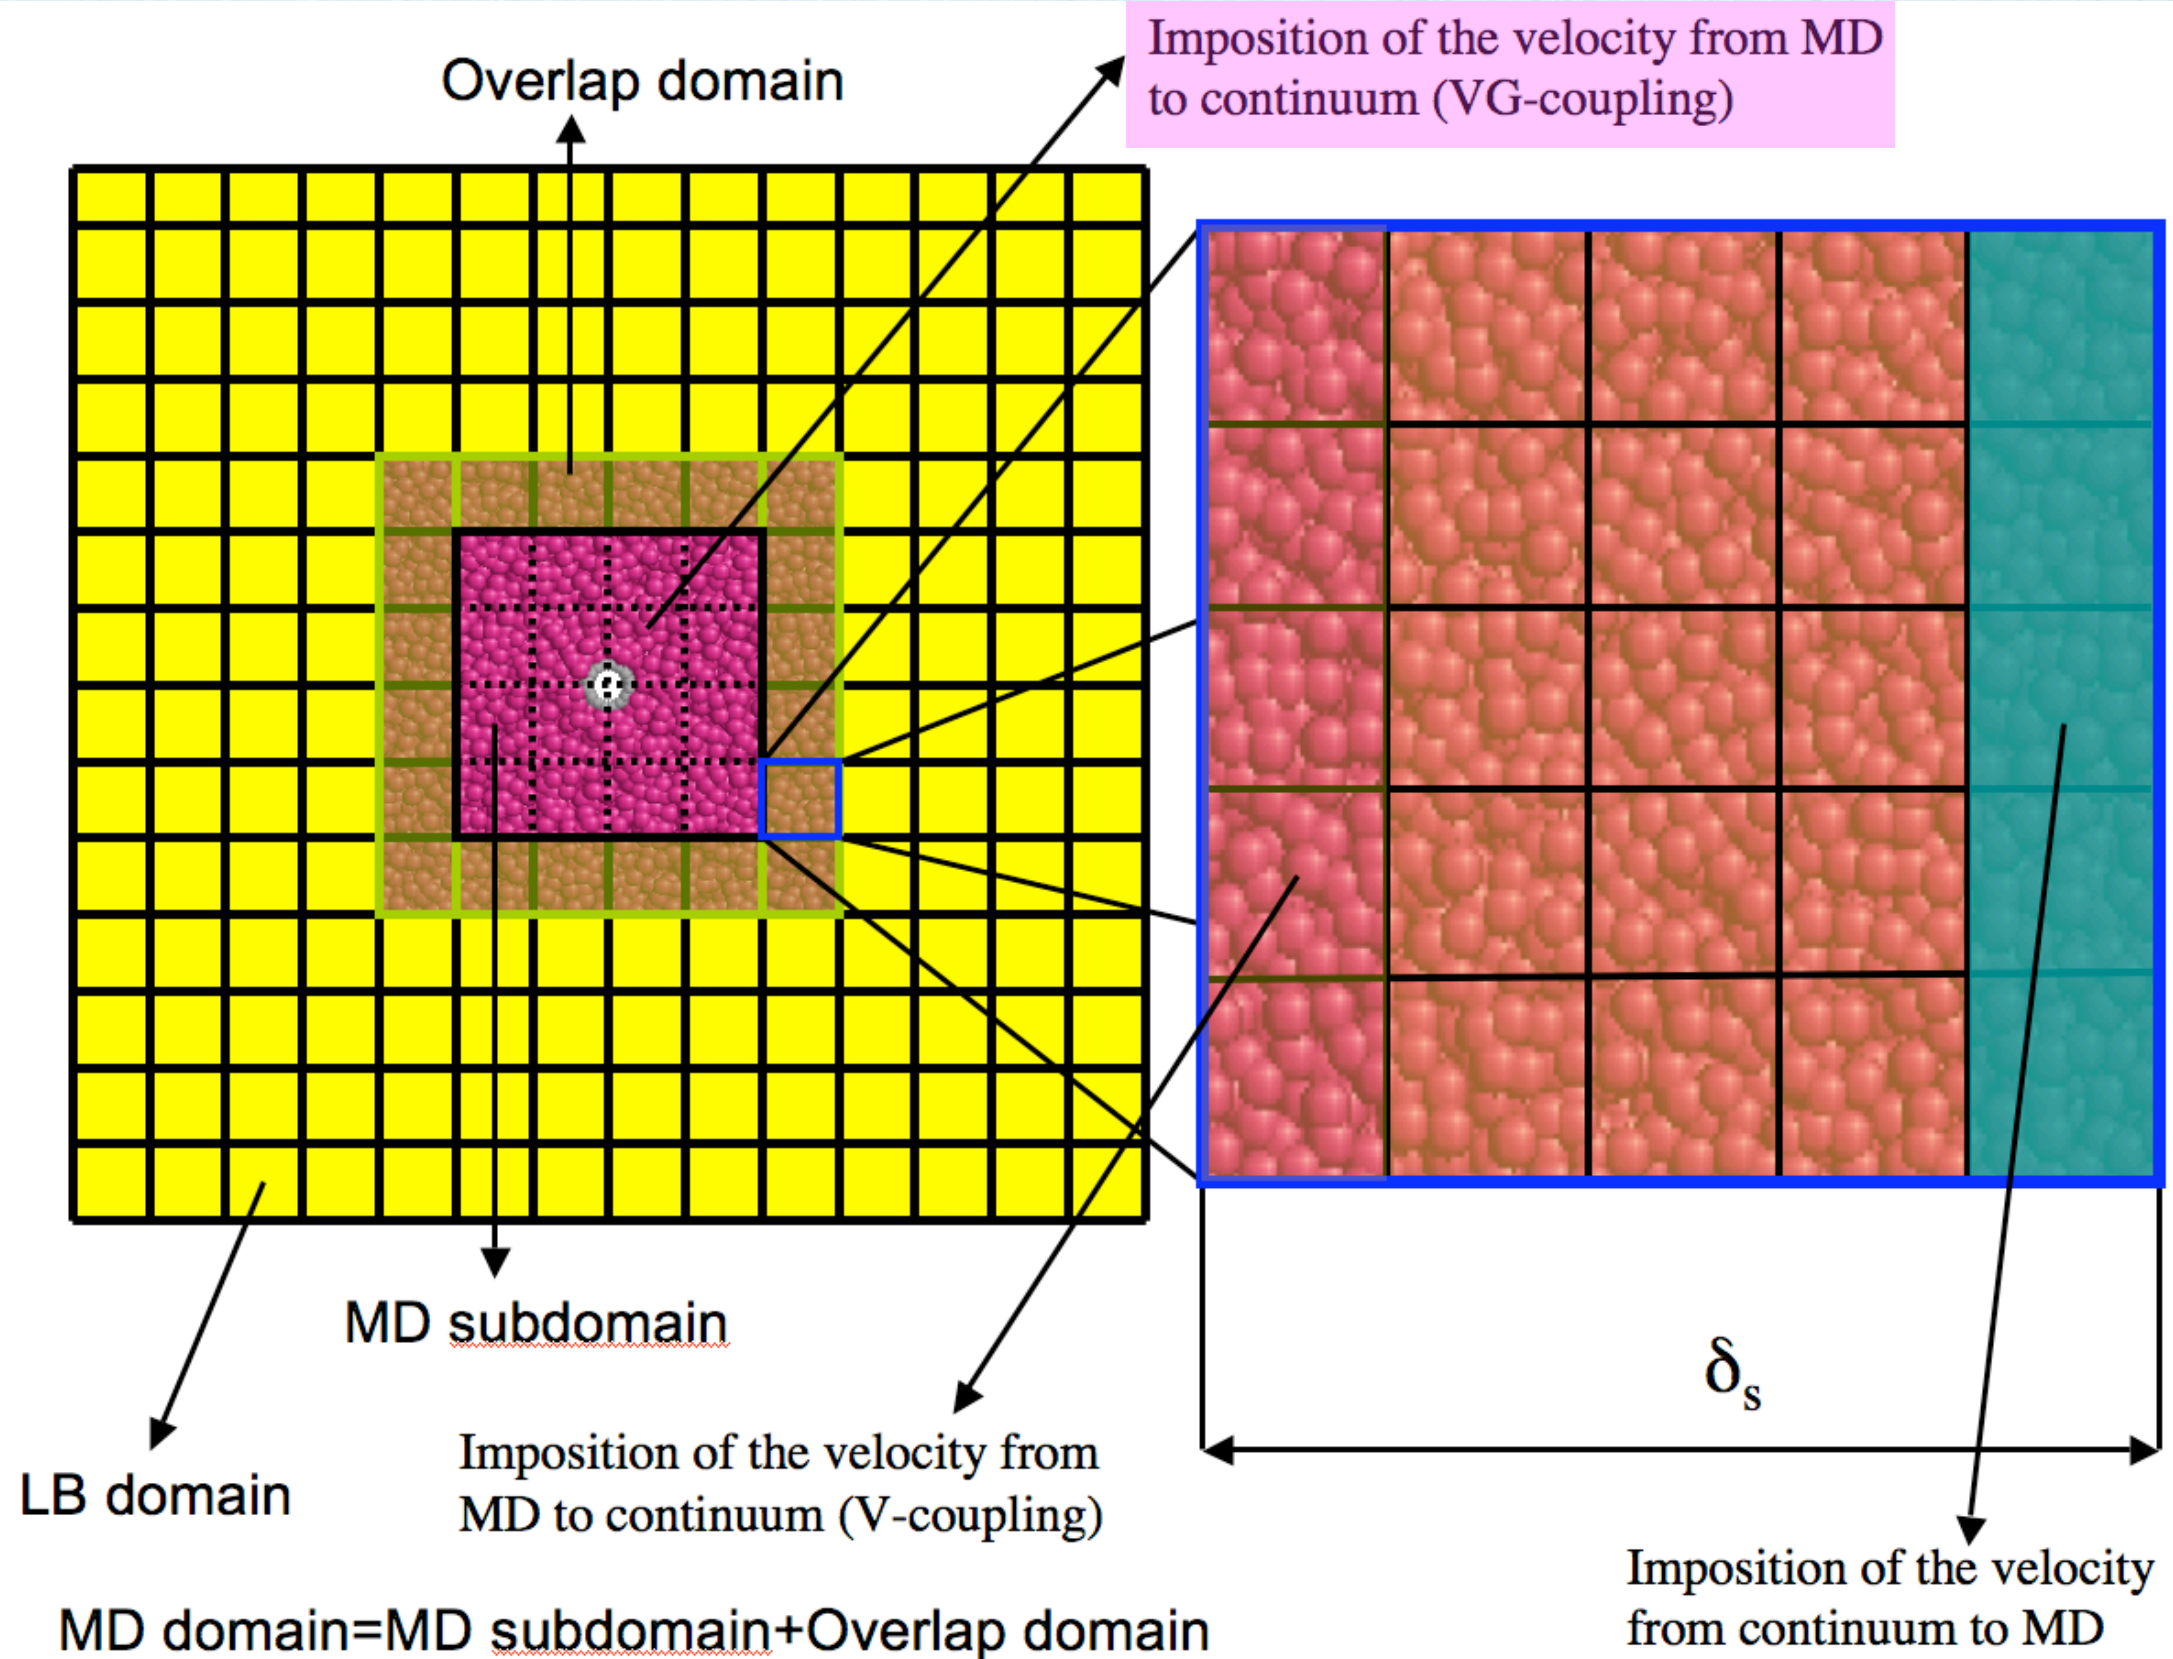 Imposition of the velocity from MD
to continuum (VG-coupling)
Overlap domain
MD subdomain
LB domain
Imposition of the velocity from
MD to continuum (V-coupling)
δs
Imposition of the velocity
from continuum to MD
MD domain=MD subdomain+Overlap domain